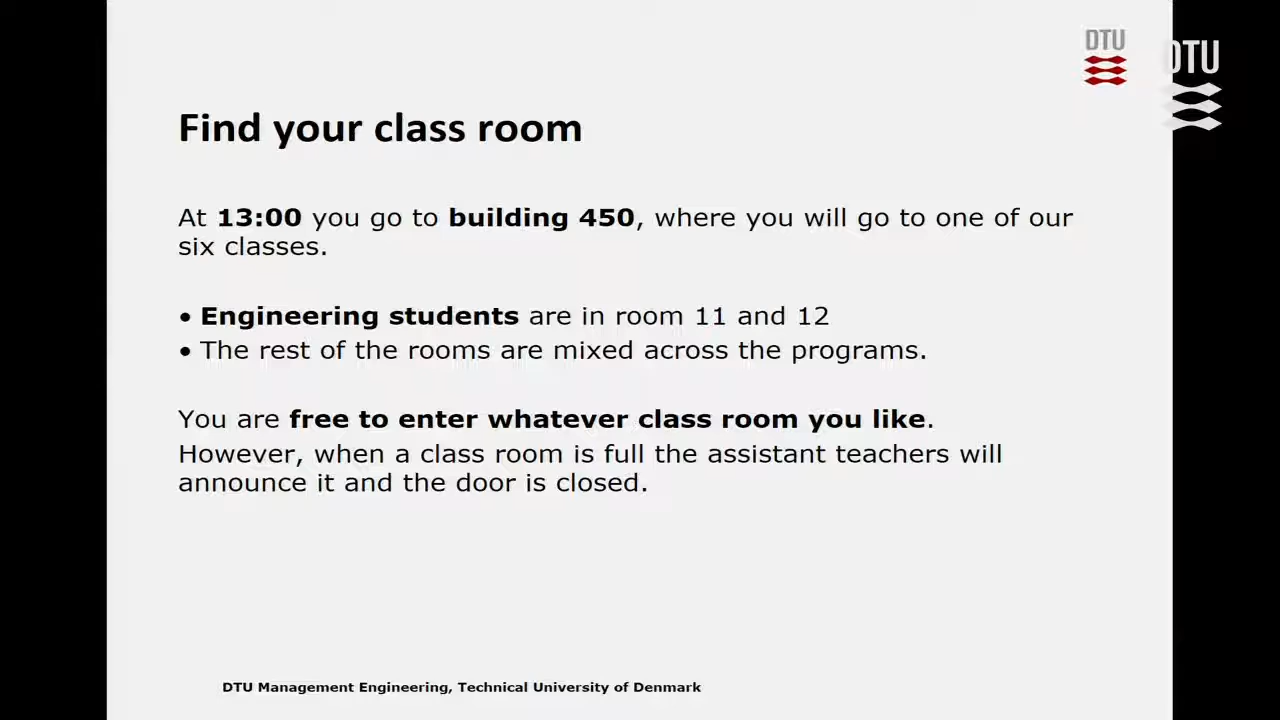 DTU
DTU
Find your class room
At 13:00 you go to building 450, where you will go to one of our
six classes.
• Engineering students are in room 11 and 12
• The rest of the rooms are mixed across the programs.
You are free to enter whatever class room you like.
However, when a class room is full the assistant teachers will
announce it and the door is closed.
DTU Management Engineering, Technical University of Denmark